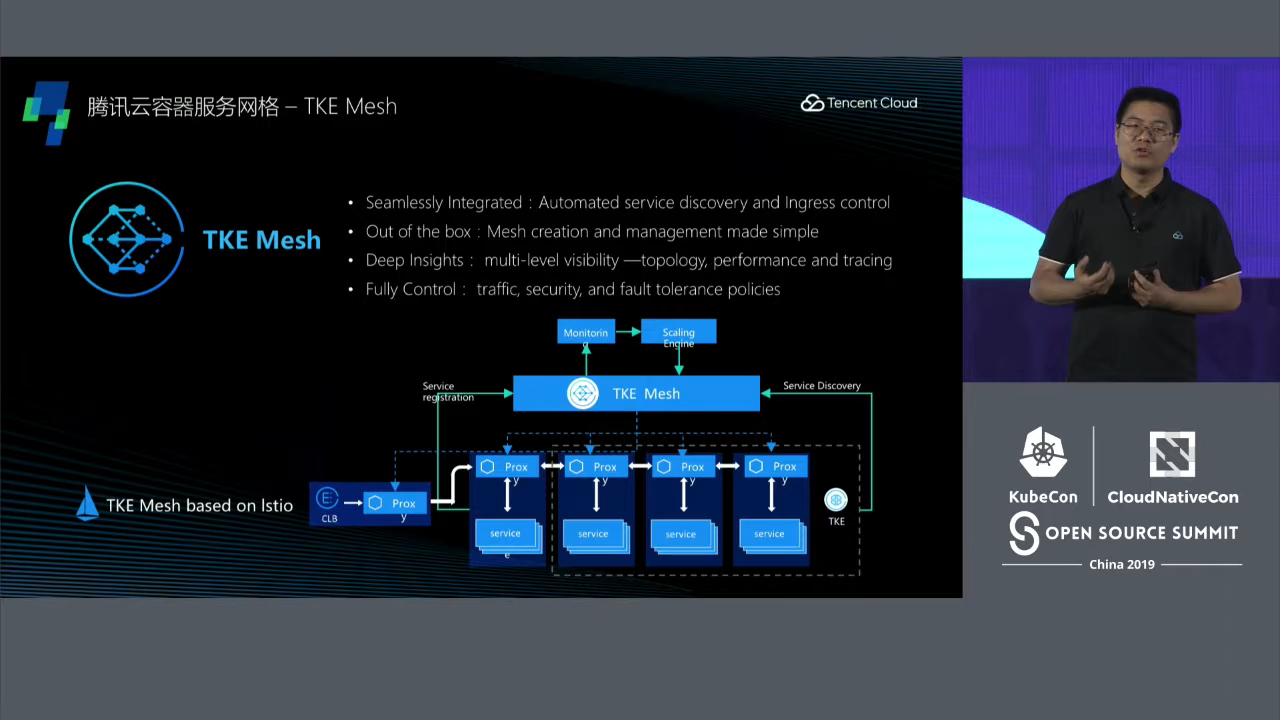 腾讯云容器服务网格 – TKE Mesh
Tencent Cloud
TKE Mesh
• Seamlessly Integrated：Automated service discovery and Ingress control
• Out of the box：Mesh creation and management made simple
• Deep Insights： multi-level visibility —topology, performance and tracing
• Fully Control： traffic, security, and fault tolerance policies
Monitorin
g
Scaling
Engine
Service
registration
TKE Mesh
Service Discovery
Prox
y
Prox
y
Prox
y
Prox
y
TKE Mesh based on Istio
CLB
Prox
y
TKE
service
e
service
service
service
KubeCon
CloudNativeCon
OPEN SOURCE SUMMIT
China 2019